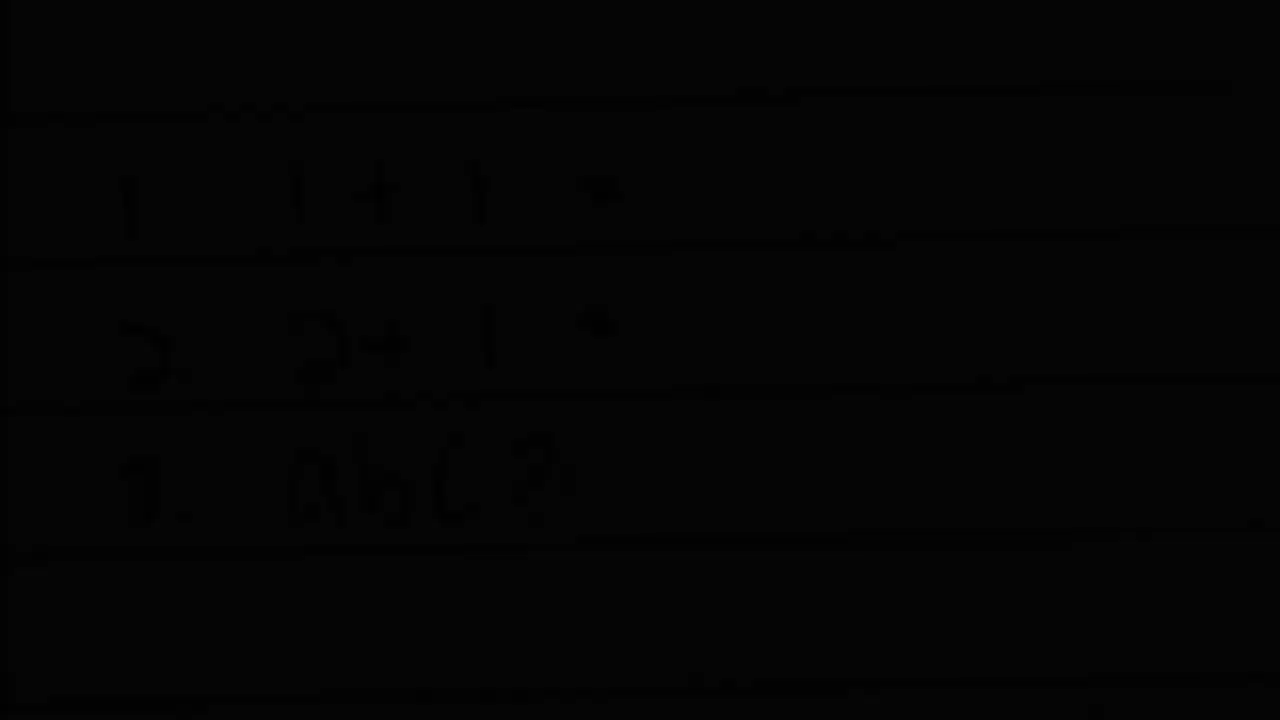 1. 1 + 1 =
2. 2 + 1 =
3. abc?